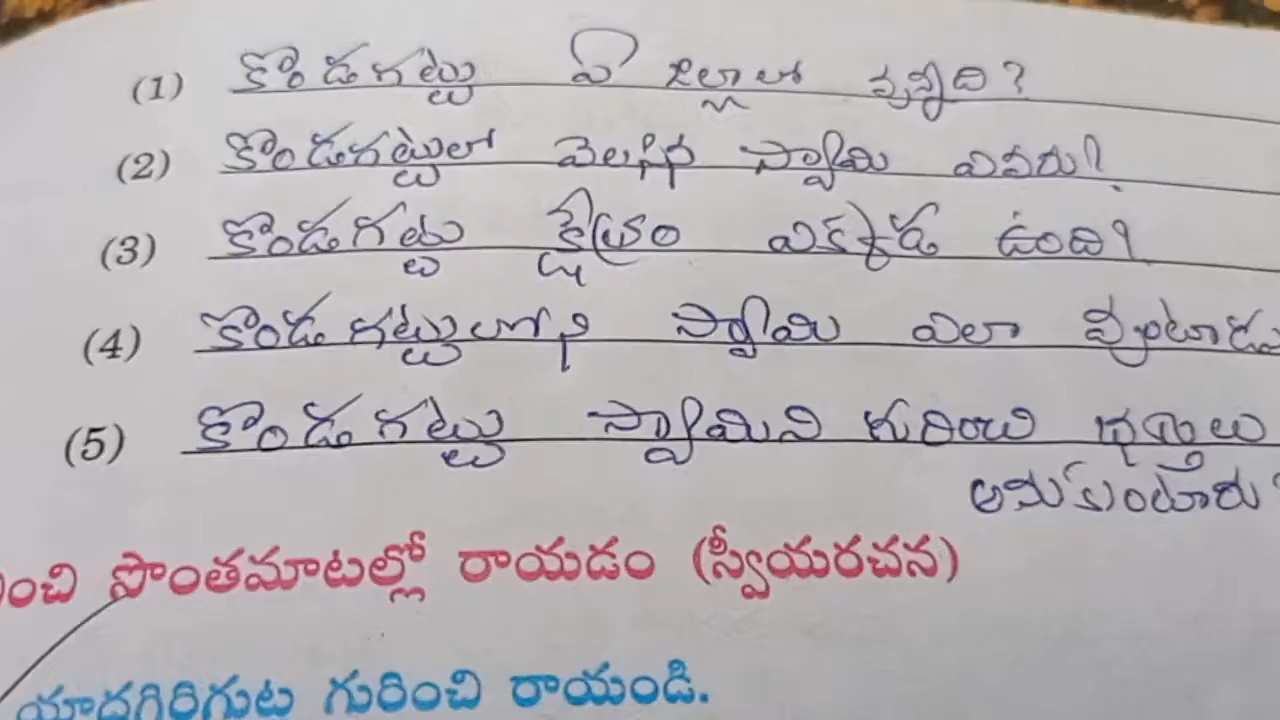 (1) కొండగట్టు ఏ జిల్లాలో వున్నది?
(2) కొండగట్టులో వెలసిన స్వామి ఎవరు?
(3) కొండగట్టు క్షేత్రం ఎక్కడ ఉంది?
(4) కొండగట్టులోని స్వామి ఎలా వుంటాడు
(5) కొండగట్టు స్వామిని గురించి భక్తులు
అనుకుంటారు?
ంచి సొంతమాటల్లో రాయడం (స్వీయరచన)
యాదగిరిగుట గురించి రాయండి.